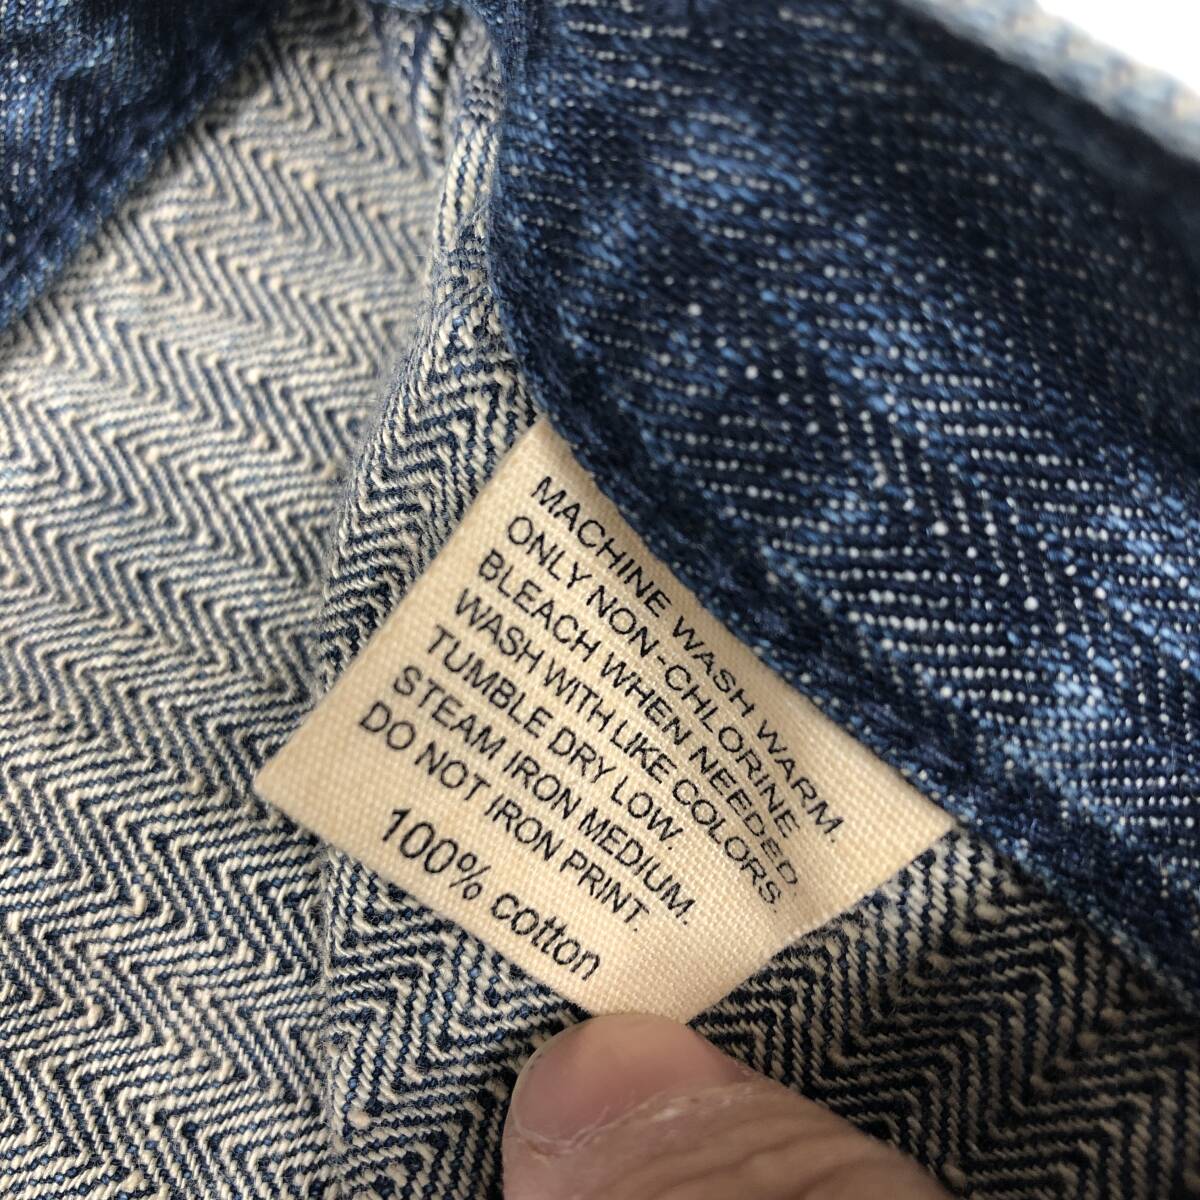 MACHINE WASH WARM.
ONLY NON-CHLORINE
BLEACH WHEN NEEDED
WASH WITH LIKE COLORS.
TUMBLE DRY LOW.
STEAM IRON MEDIUM.
DO NOT IRON PRINT.
100% cotton